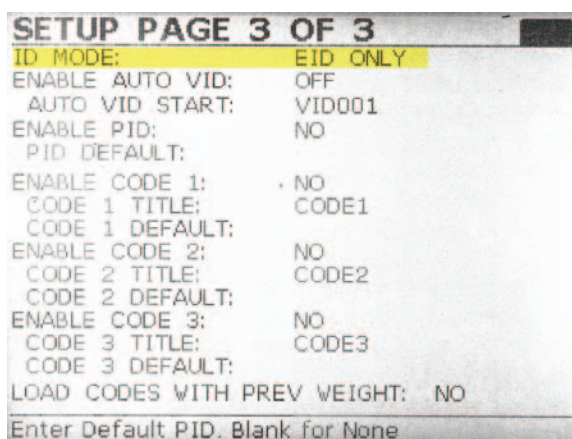 SETUP PAGE 3 OF 3
ID MODE: EID ONLY
ENABLE AUTO VID: OFF
AUTO VID START: VID001
ENABLE PID: NO
PID DEFAULT:
ENABLE CODE 1: NO
CODE 1 TITLE: CODE1
CODE 1 DEFAULT:
ENABLE CODE 2: NO
CODE 2 TITLE: CODE2
CODE 2 DEFAULT:
ENABLE CODE 3: NO
CODE 3 TITLE: CODE3
CODE 3 DEFAULT:
LOAD CODES WITH PREV WEIGHT: NO
Enter Default PID. Blank for None